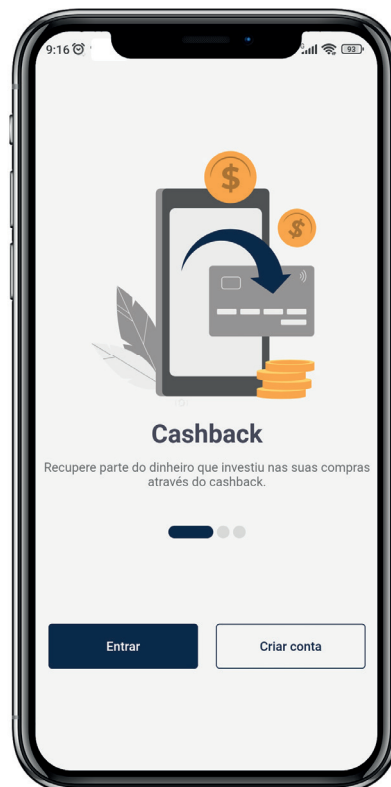 9:16
93
$
$
Cashback
Recupere parte do dinheiro que investiu nas suas compras
através do cashback.
Entrar
Criar conta